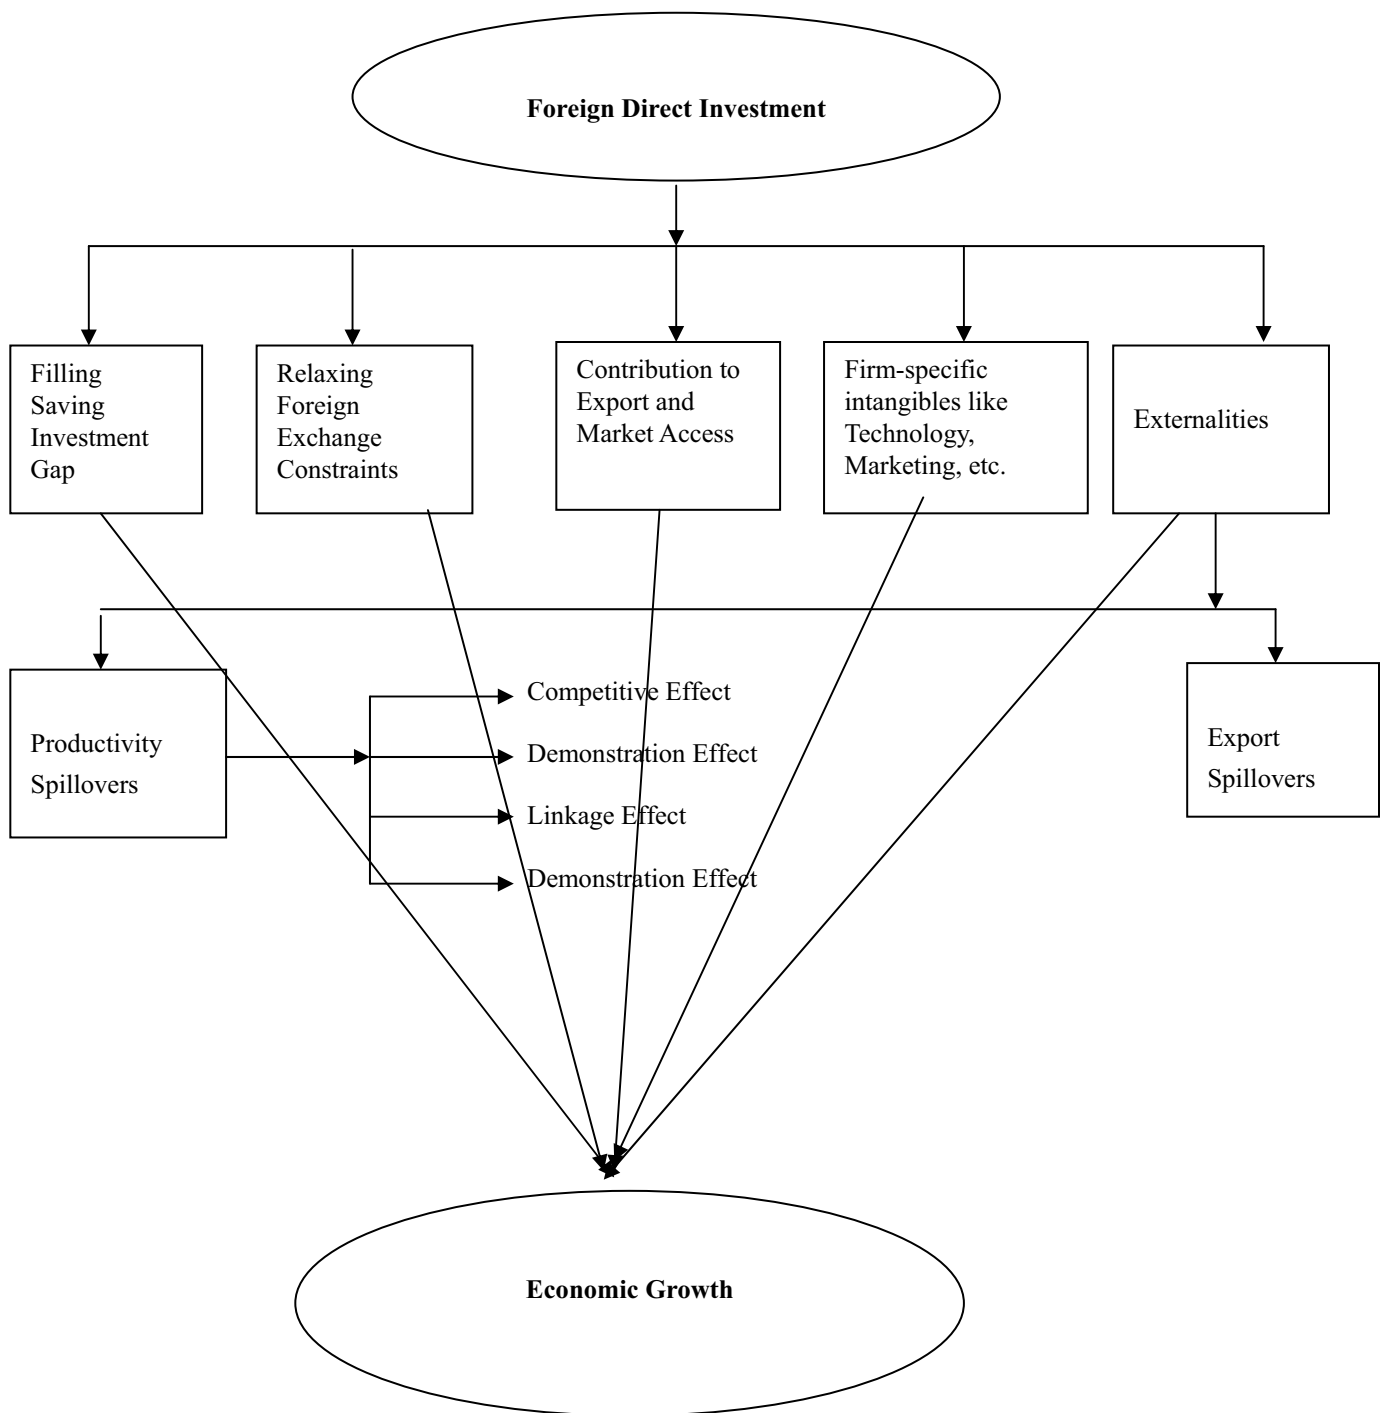 Foreign Direct Investment
Filling
Saving
Investment
Gap
Relaxing
Foreign
Exchange
Constraints
Contribution to
Export and
Market Access
Firm-specific
intangibles like
Technology,
Marketing, etc.
Externalities
Productivity
Spillovers
Competitive Effect
Demonstration Effect
Linkage Effect
Demonstration Effect
Export
Spillovers
Economic Growth